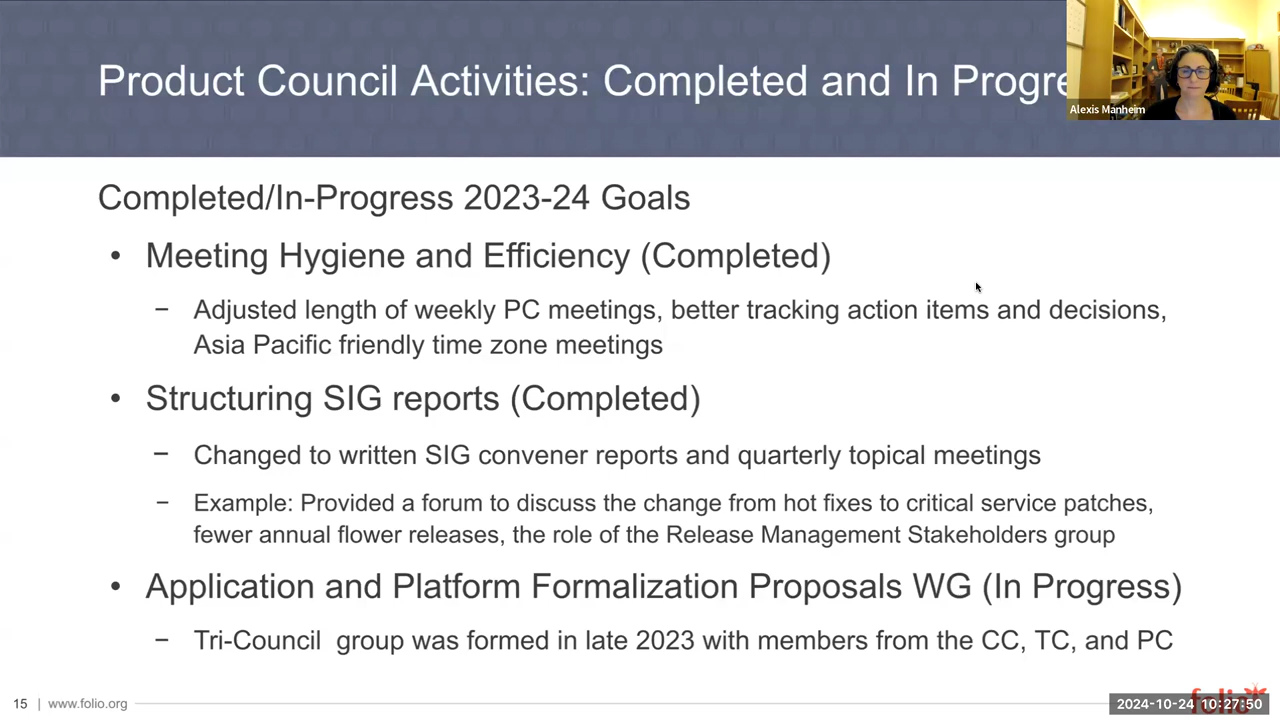 Product Council Activities: Completed and In Progre
Alexis Manheim
Completed/In-Progress 2023-24 Goals
• Meeting Hygiene and Efficiency (Completed)
– Adjusted length of weekly PC meetings, better tracking action items and decisions,
Asia Pacific friendly time zone meetings
• Structuring SIG reports (Completed)
– Changed to written SIG convener reports and quarterly topical meetings
– Example: Provided a forum to discuss the change from hot fixes to critical service patches,
fewer annual flower releases, the role of the Release Management Stakeholders group
• Application and Platform Formalization Proposals WG (In Progress)
– Tri-Council group was formed in late 2023 with members from the CC, TC, and PC
15 | www.folio.org
folio
2024-10-24 10:27:50